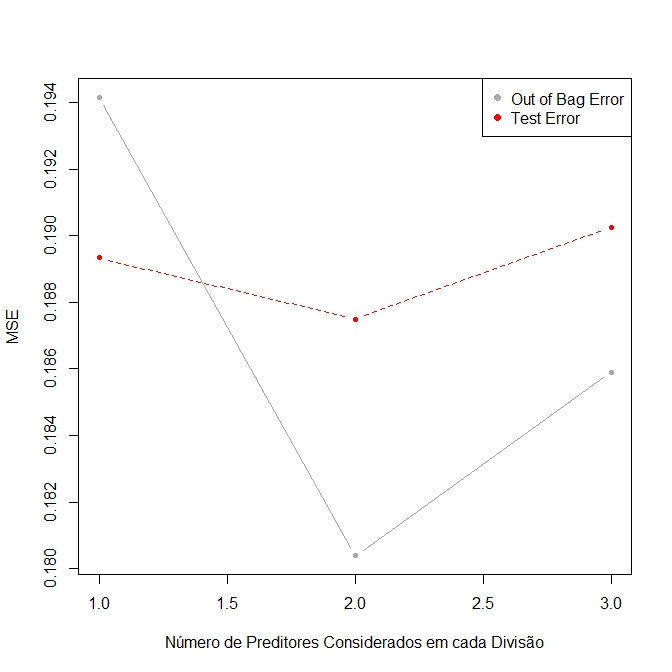 Out of Bag Error
Test Error
MSE
0.194
0.192
0.190
0.188
0.186
0.184
0.182
0.180
1.0 1.5 2.0 2.5 3.0
Número de Preditores Considerados em cada Divisão